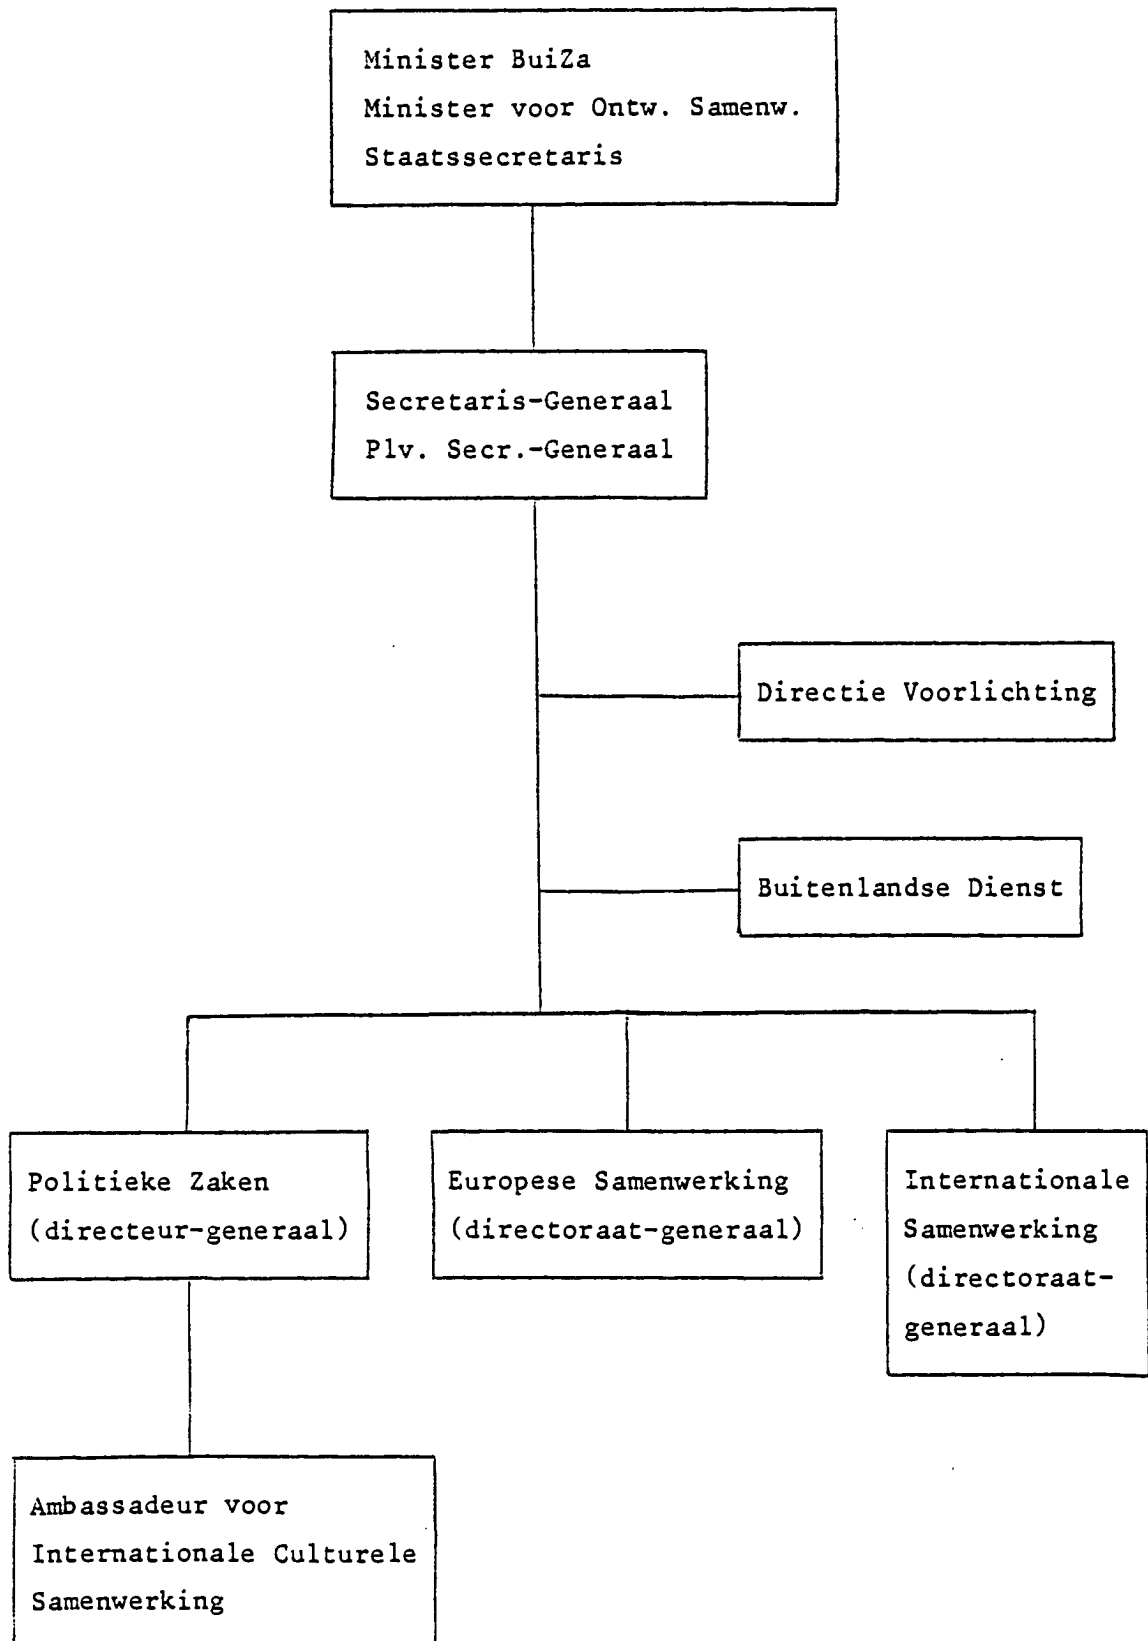 Minister BuiZa
Minister voor Ontw. Samenw.
Staatssecretaris
Secretaris-Generaal
Plv. Secr.-Generaal
Directie Voorlichting
Buitenlandse Dienst
Politieke Zaken
(directeur-generaal)
Europese Samenwerking
(directoraat-generaal)
Internationale
Samenwerking
(directoraat-
generaal)
Ambassadeur voor
Internationale Culturele
Samenwerking